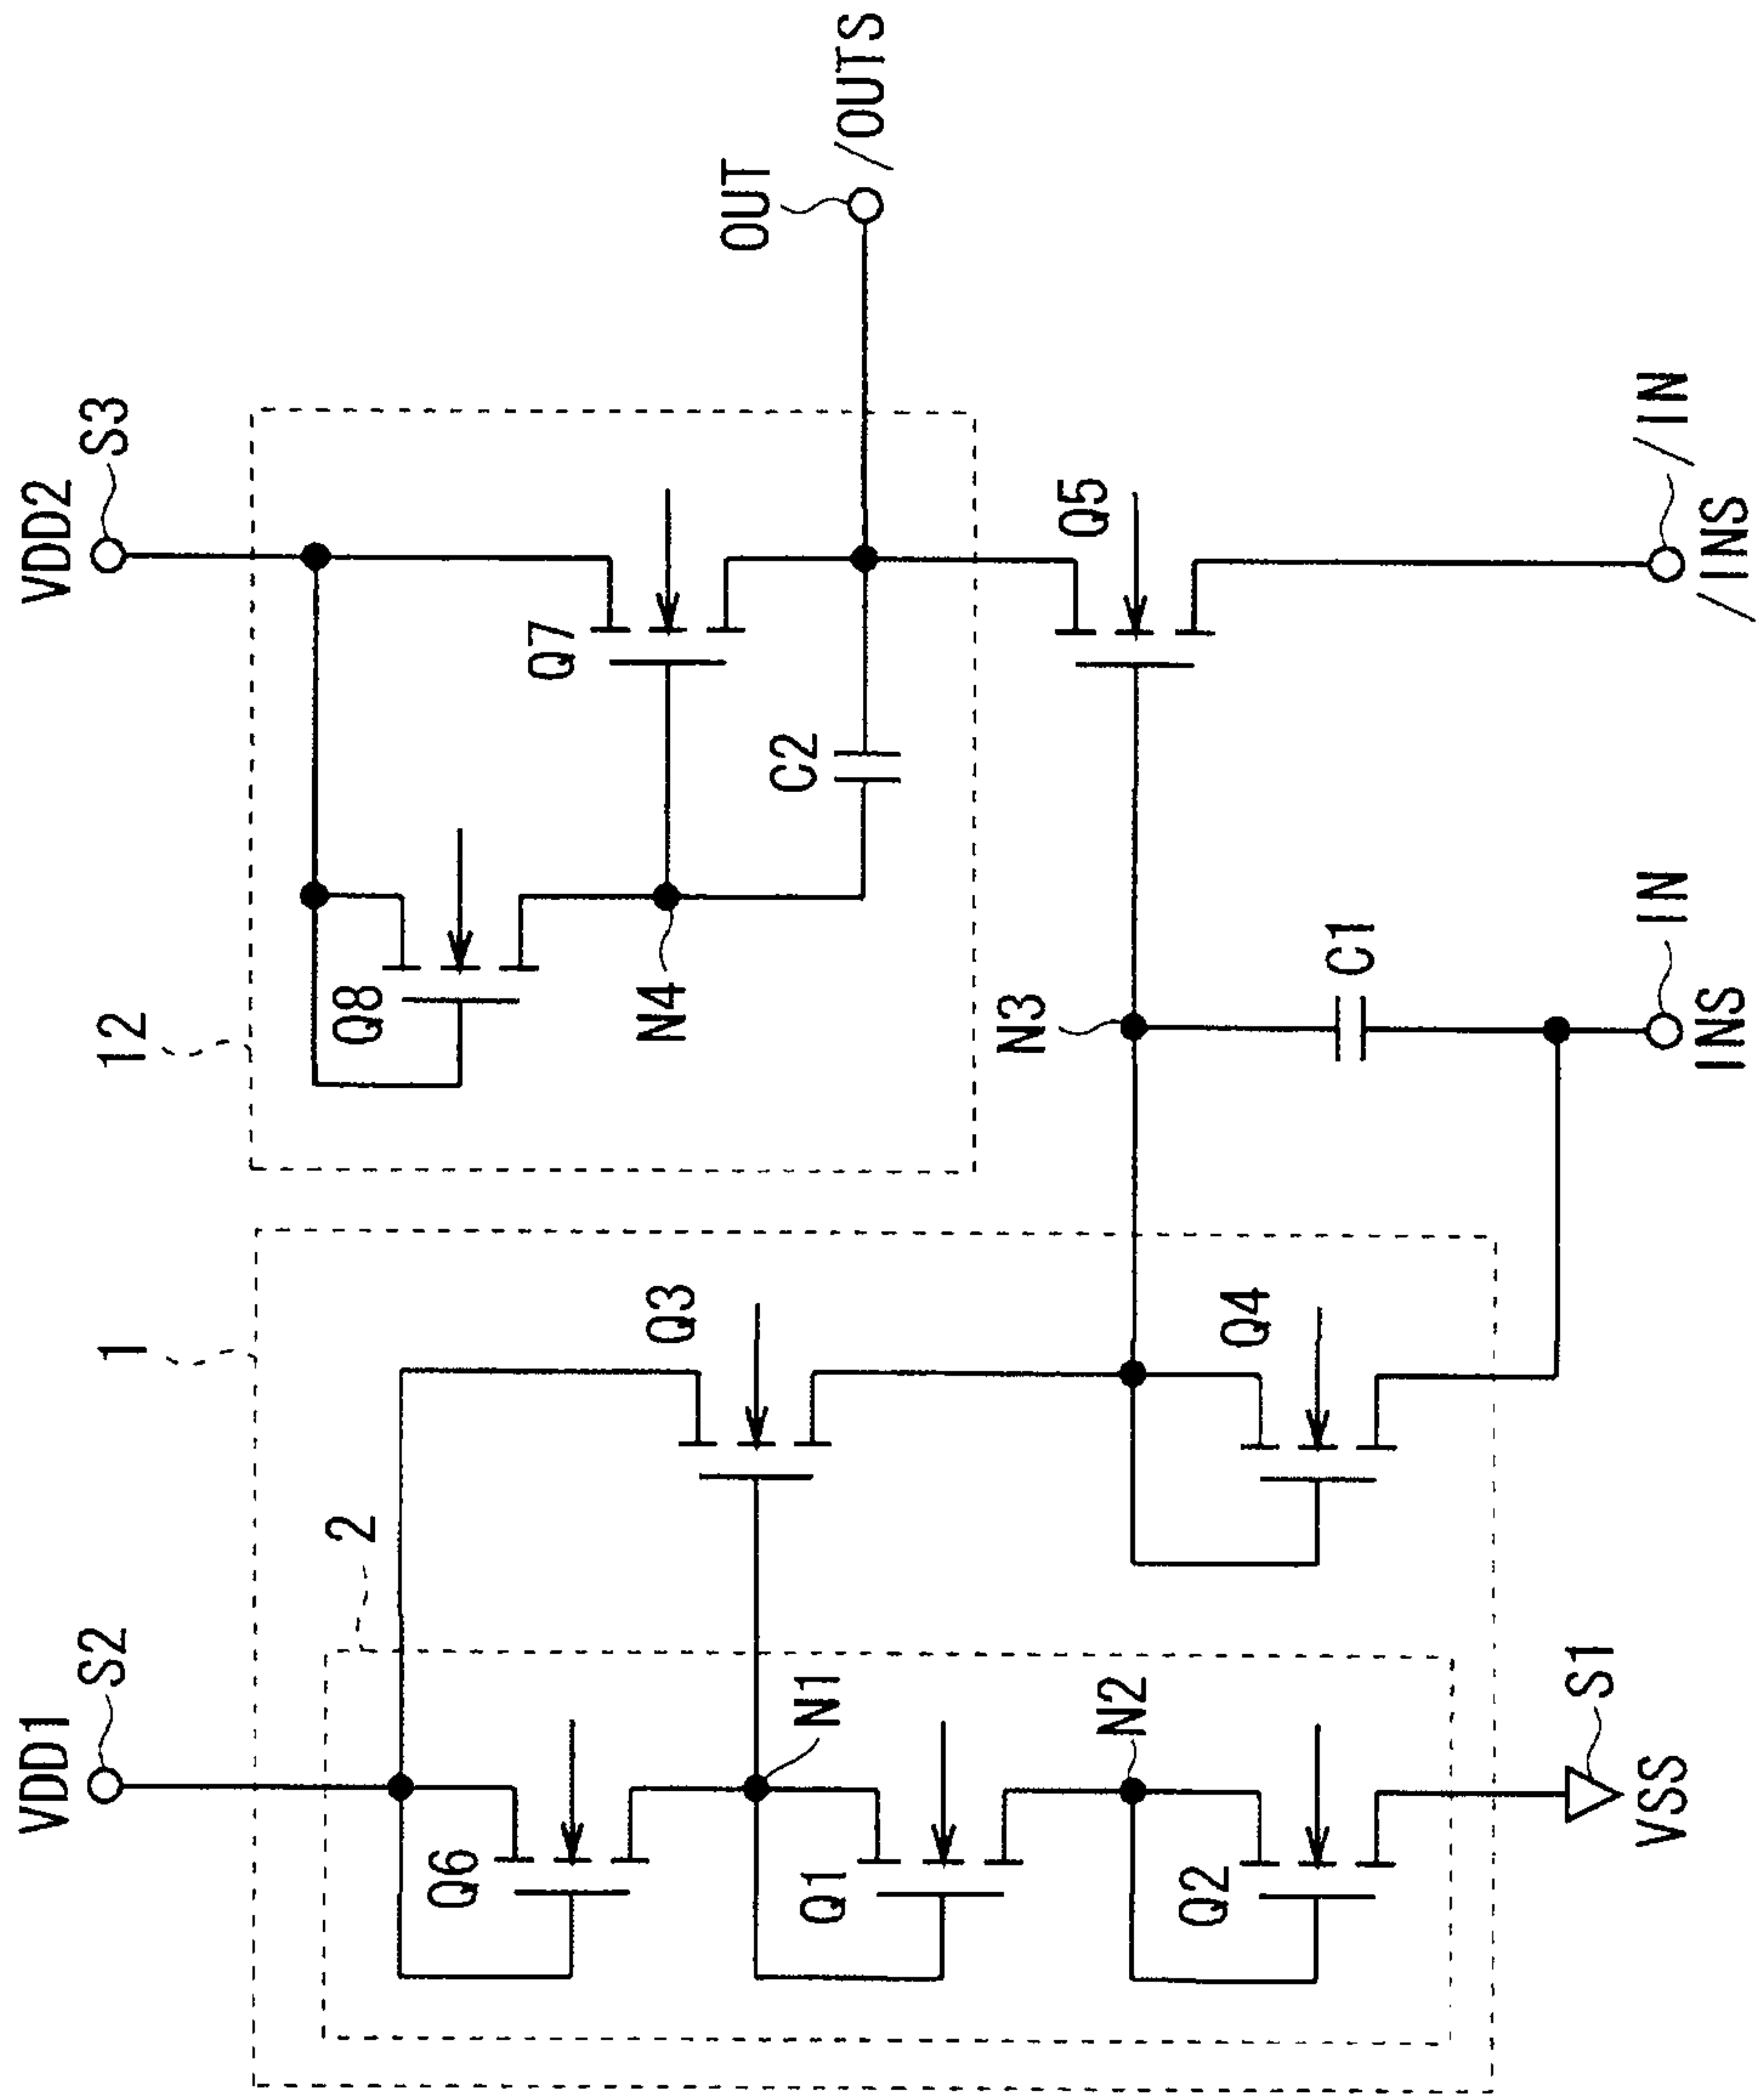 VDD1
S2
VDD2
S3
1
12
2
Q6
Q3
Q8
Q7
N4
C2
OUT
/OUTS
N1
Q1
N3
Q5
N2
Q2
Q4
C1
VSS
S1
INS
IN
/INS
/IN